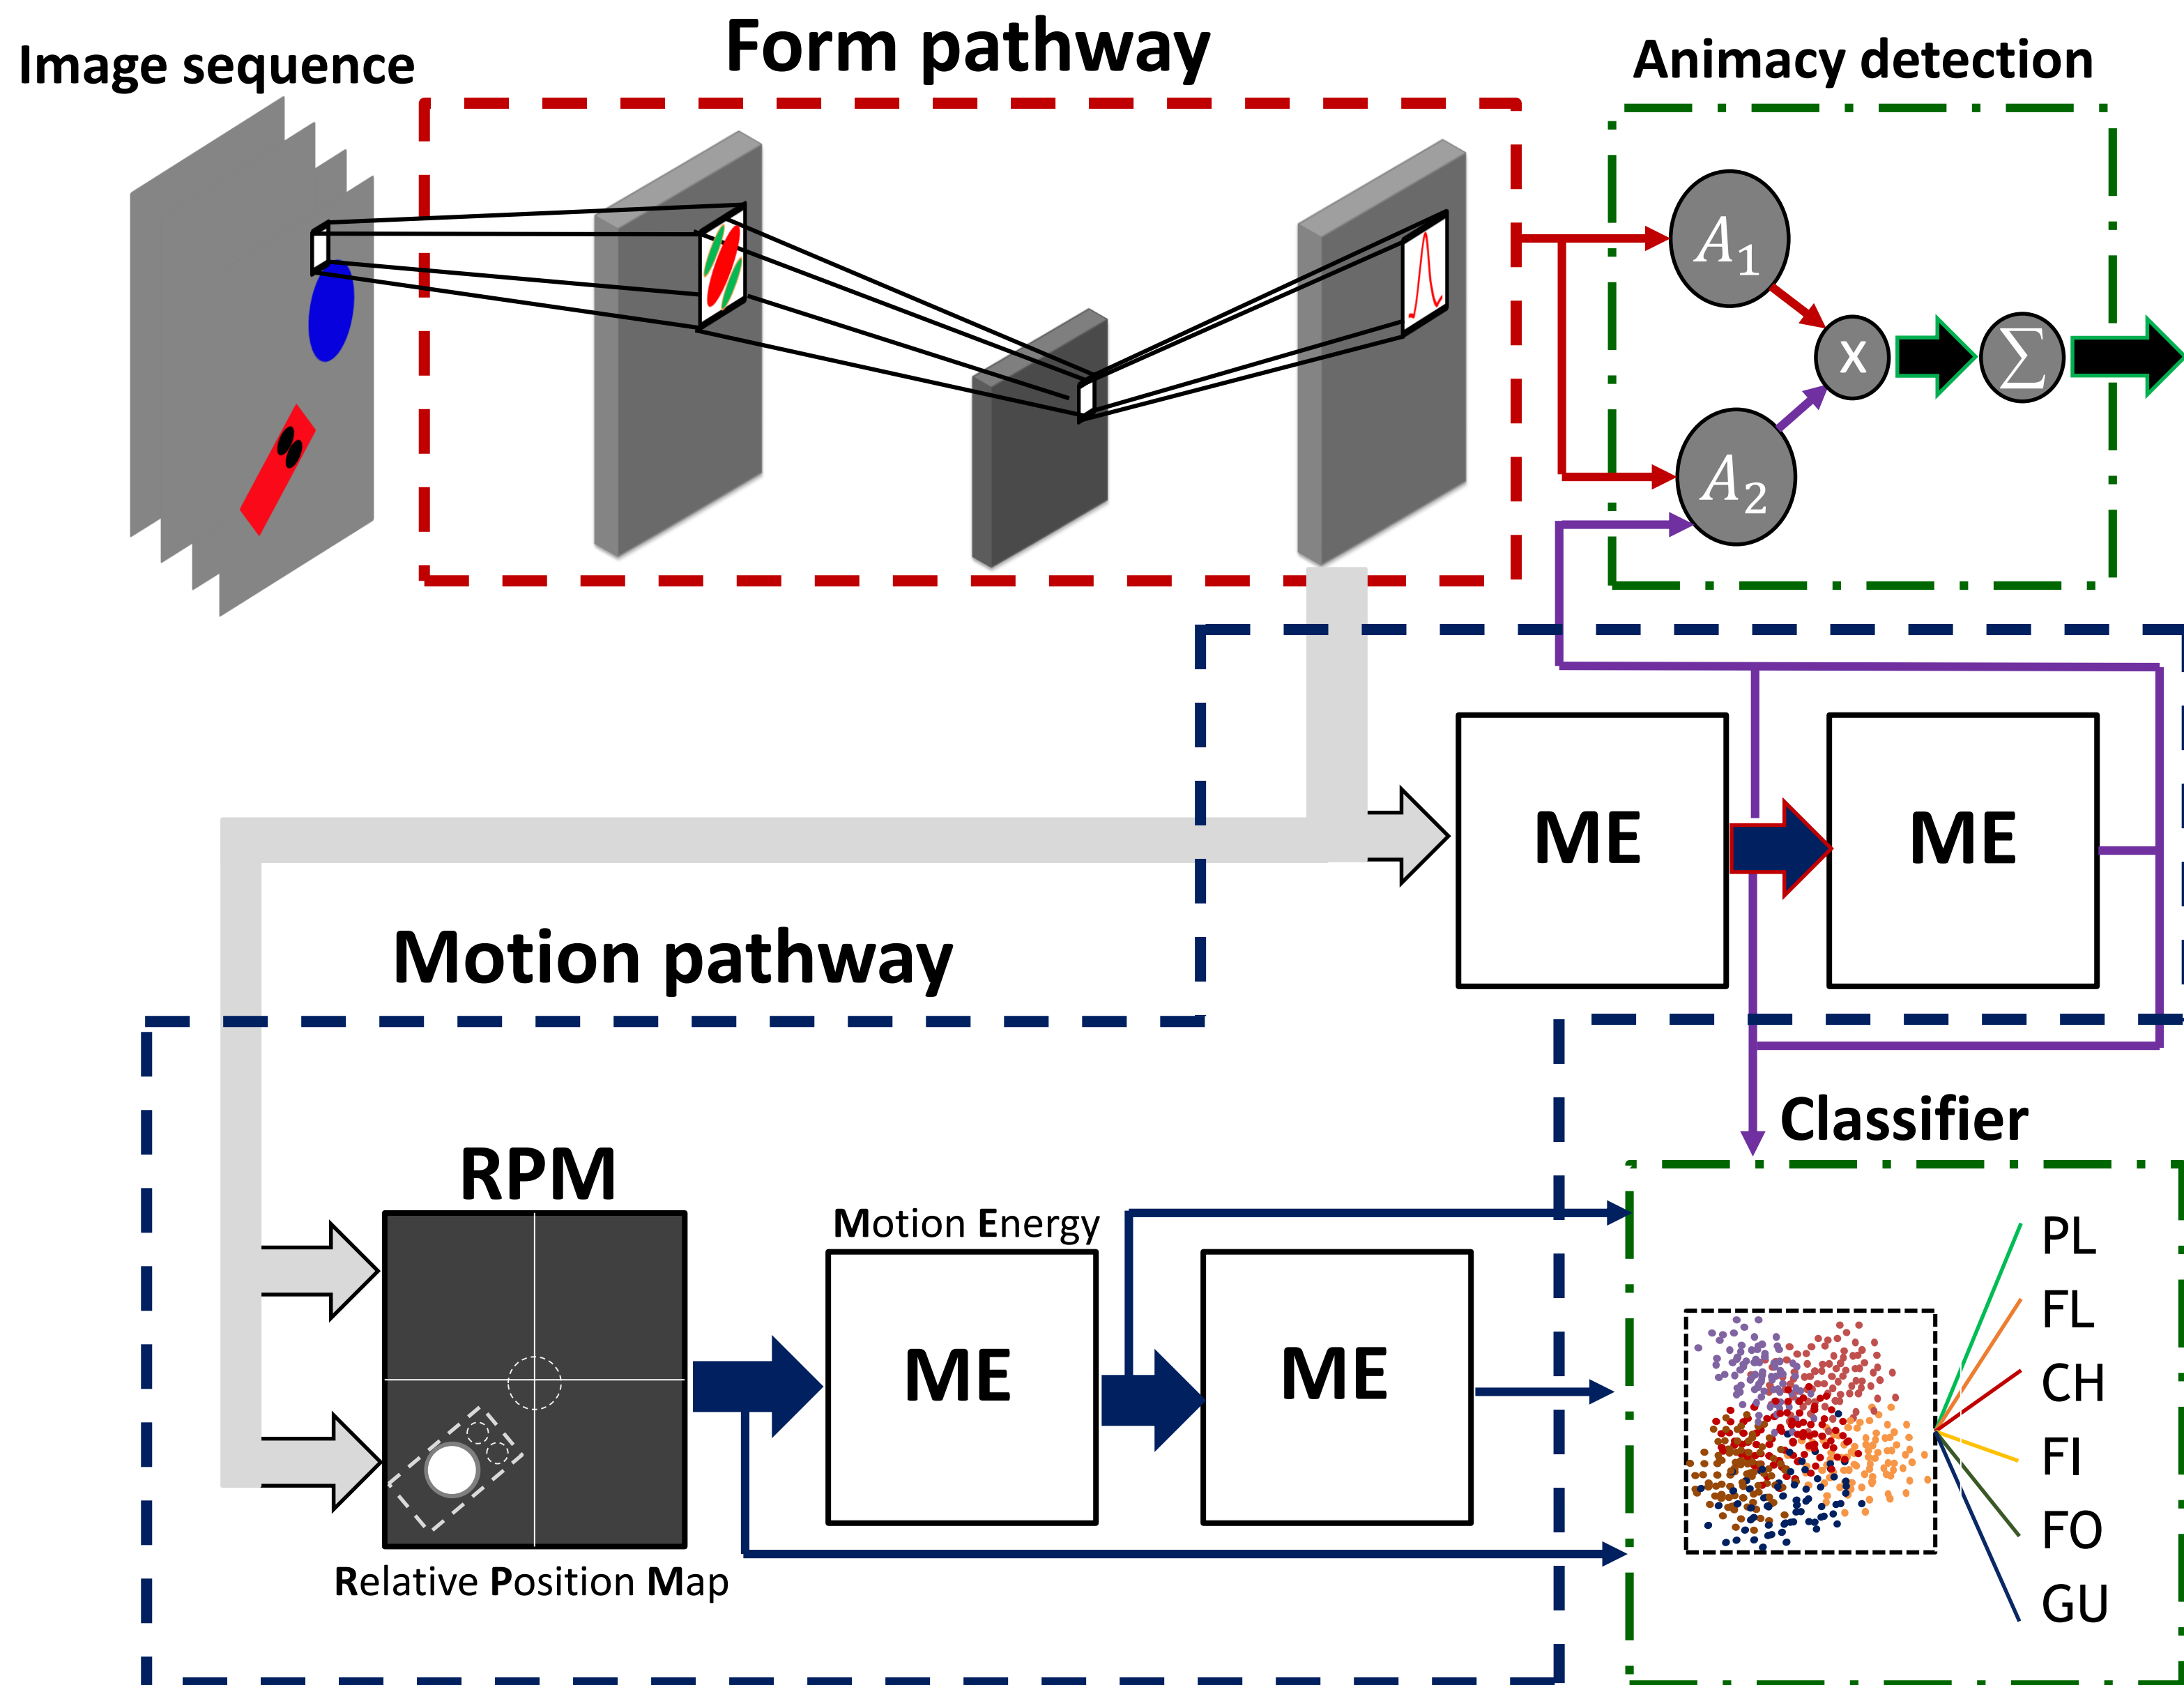 Image sequence
Form pathway
Animacy detection
A1
X
∑
A2
ME
ME
Motion pathway
Classifier
RPM
Motion Energy
ME
ME
Relative Position Map
PL
FL
CH
FI
FO
GU